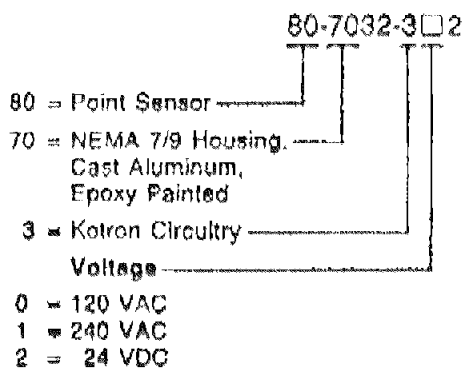 80-7032-3□2
80 = Point Sensor
70 = NEMA 7/9 Housing,
Cast Aluminum,
Epoxy Painted
3 = Kotron Circuitry
Voltage
0 = 120 VAC
1 = 240 VAC
2 = 24 VDC